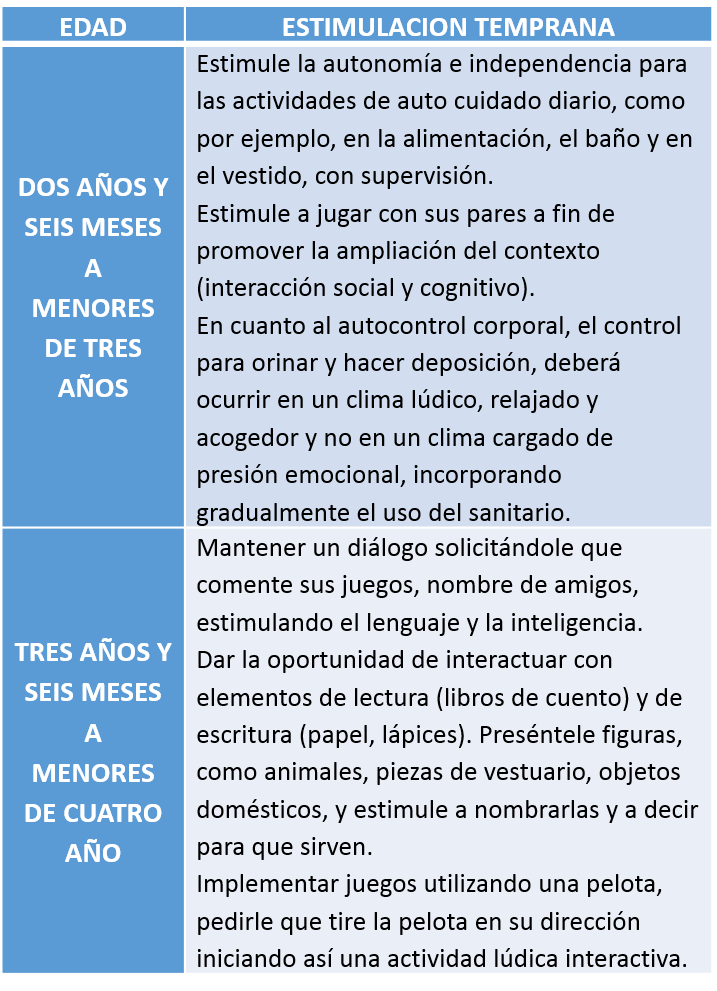 EDAD
ESTIMULACION TEMPRANA
DOS AÑOS Y
SEIS MESES
A
MENORES
DE TRES
AÑOS
Estimule la autonomía e independencia para
las actividades de auto cuidado diario, como
por ejemplo, en la alimentación, el baño y en
el vestido, con supervisión.
Estimule a jugar con sus pares a fin de
promover la ampliación del contexto
(interacción social y cognitivo).
En cuanto al autocontrol corporal, el control
para orinar y hacer deposición, deberá
ocurrir en un clima lúdico, relajado y
acogedor y no en un clima cargado de
presión emocional, incorporando
gradualmente el uso del sanitario.
TRES AÑOS Y
SEIS MESES
A
MENORES
DE CUATRO
AÑO
Mantener un diálogo solicitándole que
comente sus juegos, nombre de amigos,
estimulando el lenguaje y la inteligencia.
Dar la oportunidad de interactuar con
elementos de lectura (libros de cuento) y de
escritura (papel, lápices). Preséntele figuras,
como animales, piezas de vestuario, objetos
domésticos, y estimule a nombrarlas y a decir
para que sirven.
Implementar juegos utilizando una pelota,
pedirle que tire la pelota en su dirección
iniciando así una actividad lúdica interactiva.